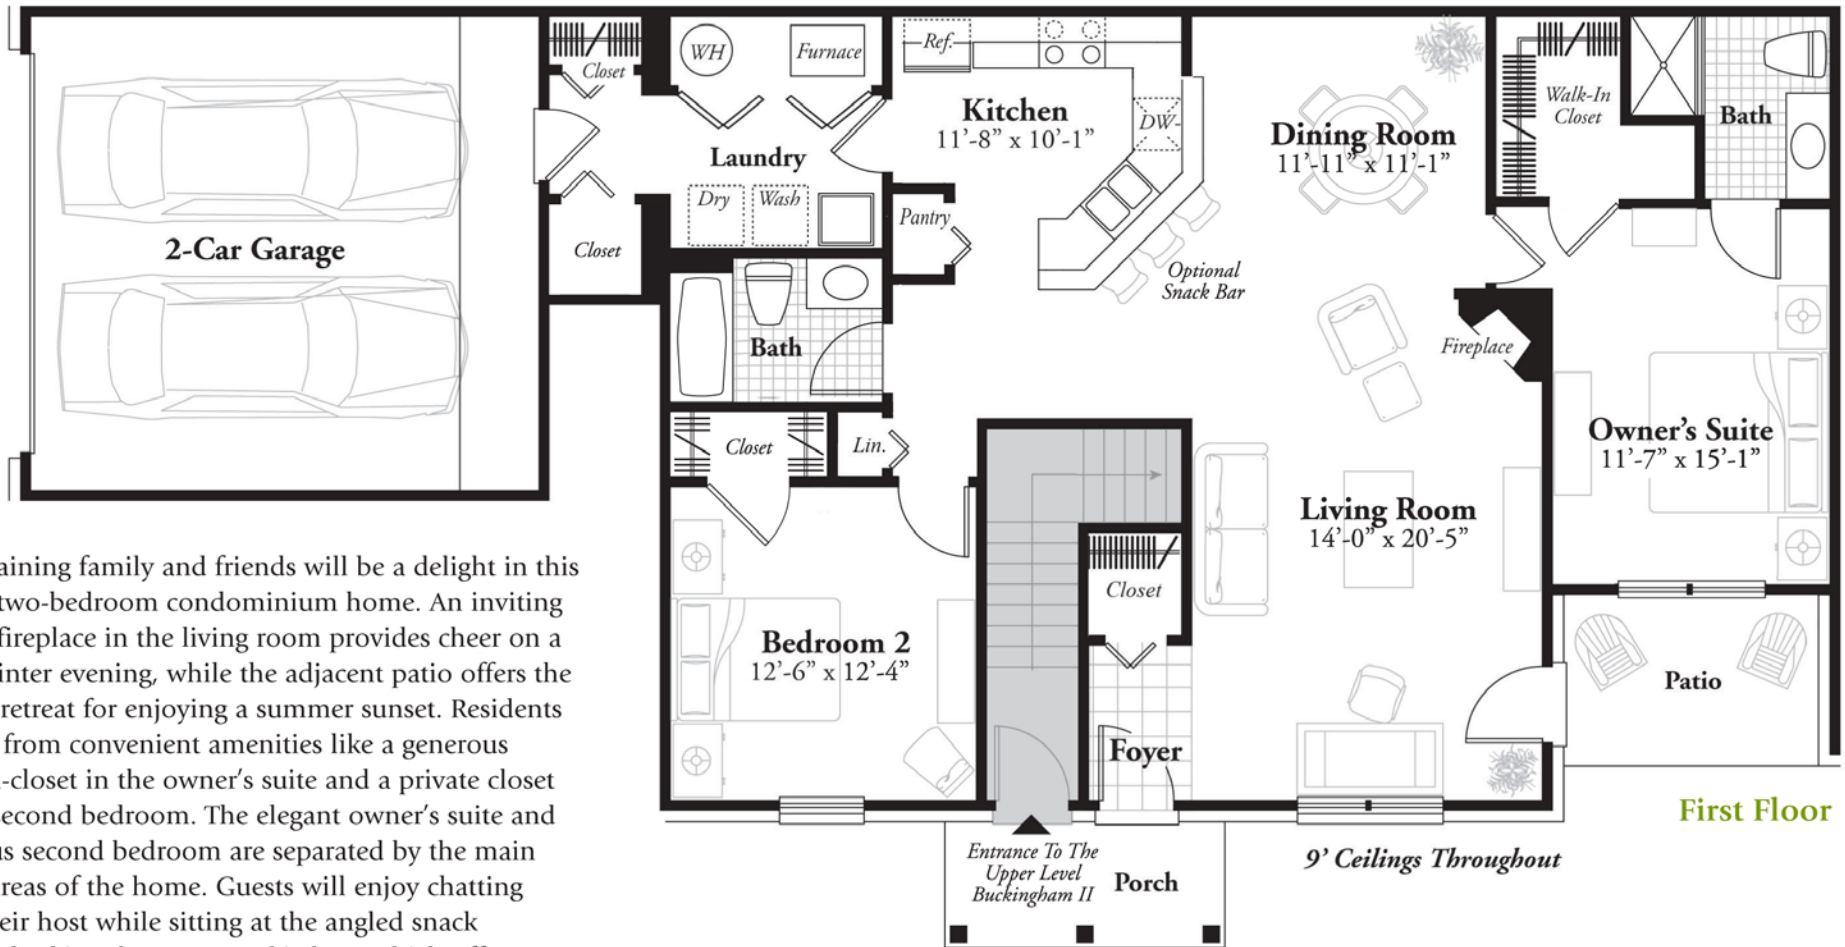 WH
Furnace
Ref.
Closet
Kitchen
11’-8” x 10’-1”
DW
Dining Room
11’-11” x 11’-1”
Walk-In
Closet
Bath
Laundry
Dry
Wash
Pantry
2-Car Garage
Closet
Optional
Snack Bar
Bath
Fireplace
Closet
Lin.
Owner’s Suite
11’-7” x 15’-1”
Living Room
14’-0” x 20’-5”
Closet
Bedroom 2
12’-6” x 12’-4”
Foyer
Patio
First Floor
9’ Ceilings Throughout
Entrance To The
Upper Level
Buckingham II
Porch
aining family and friends will be a delight in this
two-bedroom condominium home. An inviting
fireplace in the living room provides cheer on a
inter evening, while the adjacent patio offers the
retreat for enjoying a summer sunset. Residents
from convenient amenities like a generous
-closet in the owner’s suite and a private closet
second bedroom. The elegant owner’s suite and
us second bedroom are separated by the main
reas of the home. Guests will enjoy chatting
eir host while sitting at the angled snack